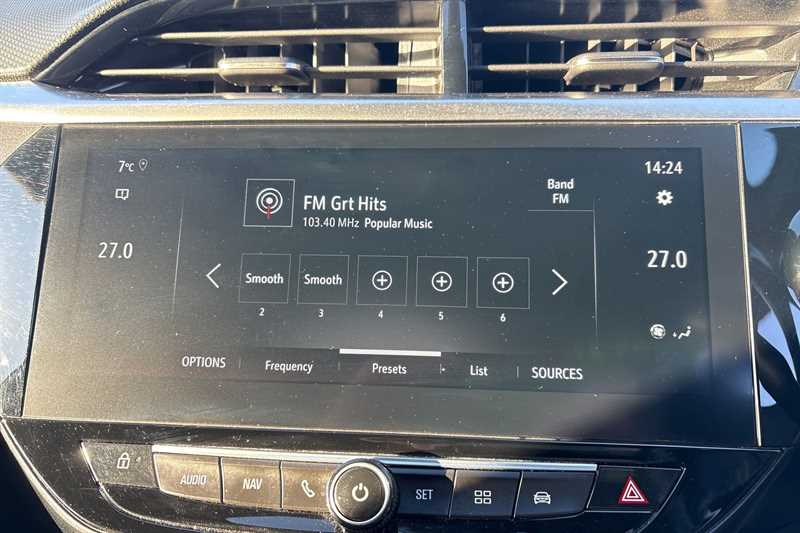 7°C
14:24
FM Grt Hits
103.40 MHz Popular Music
Band
FM
27.0
27.0
Smooth
Smooth
2
3
4
5
6
OPTIONS
Frequency
Presets
List
SOURCES
AUDIO
NAV
SET